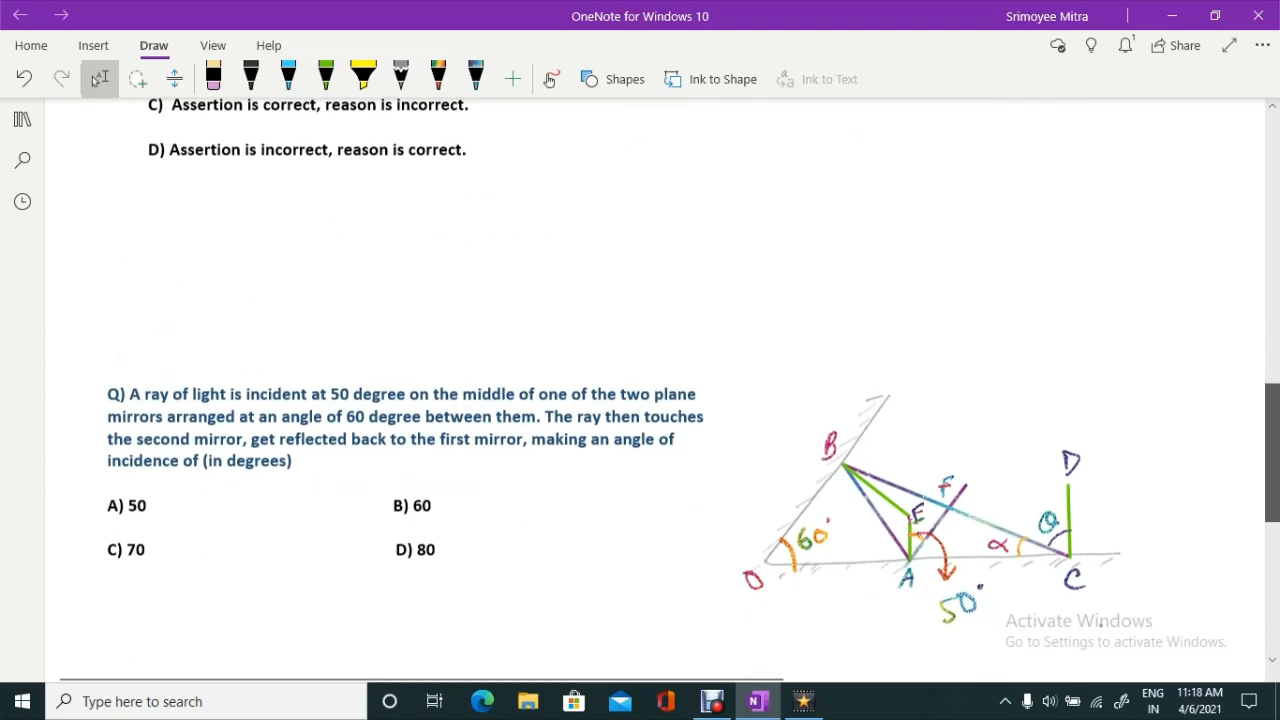 OneNote for Windows 10
Srimoyee Mitra
Home Insert Draw View Help
Share
Shapes Ink to Shape Ink to Text
C) Assertion is correct, reason is incorrect.
D) Assertion is incorrect, reason is correct.
Q) A ray of light is incident at 50 degree on the middle of one of the two plane
mirrors arranged at an angle of 60 degree between them. The ray then touches
the second mirror, get reflected back to the first mirror, making an angle of
incidence of (in degrees)
A) 50 B) 60
C) 70 D) 80
B
D
F
E
60°
α
θ
O
A
C
50°
Activate Windows
Go to Settings to activate Windows.
Type here to search
ENG
IN
11:18 AM
4/6/2021